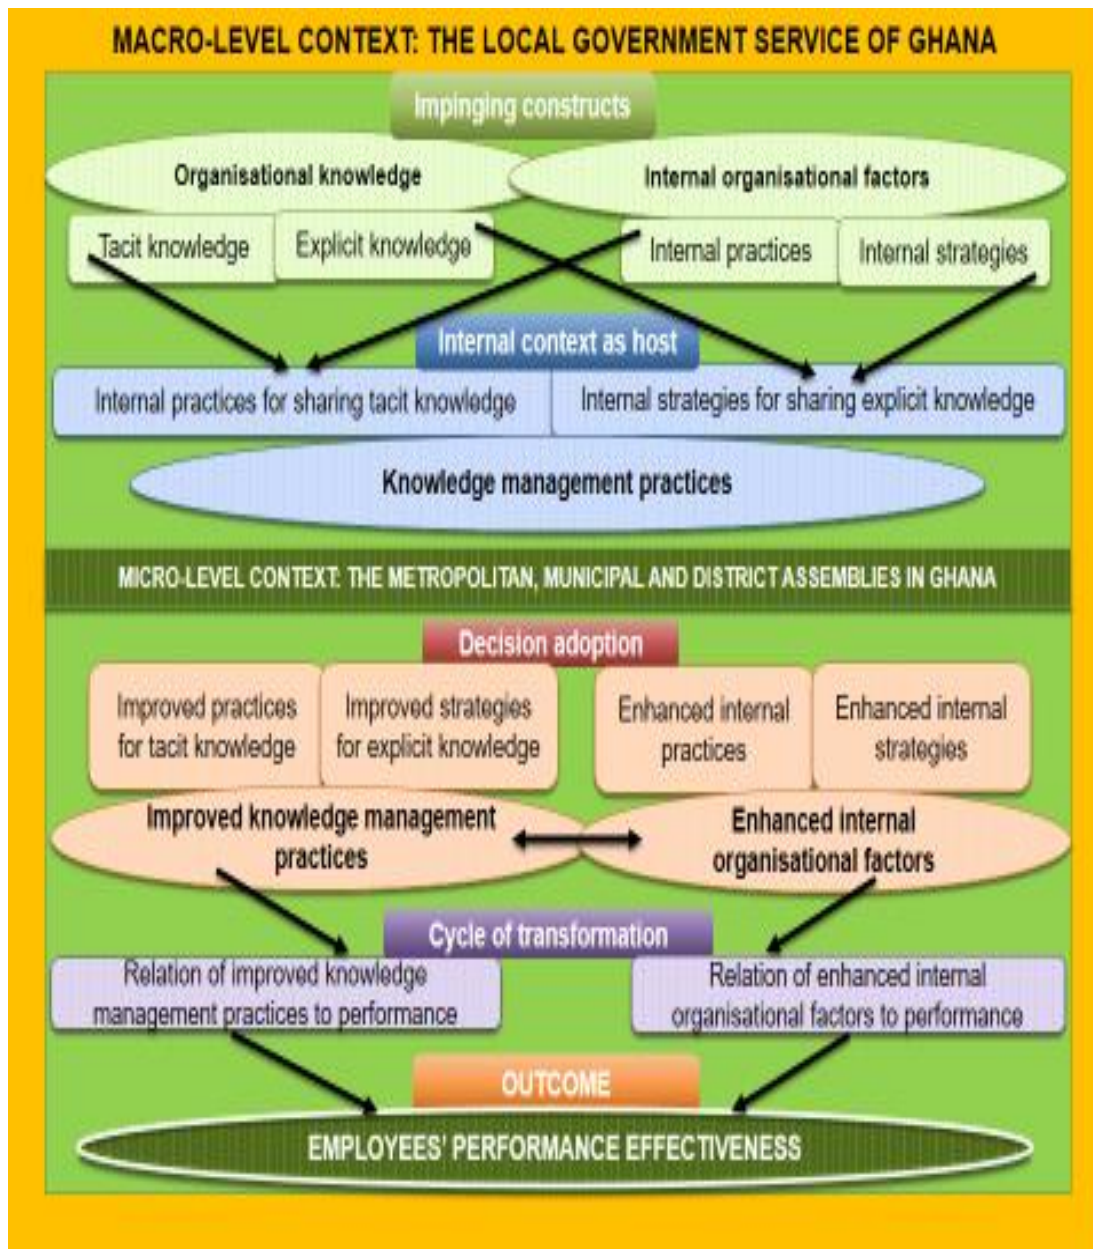 MACRO-LEVEL CONTEXT: THE LOCAL GOVERNMENT SERVICE OF GHANA
Impinging constructs
Organisational knowledge
Internal organisational factors
Tacit knowledge
Explicit knowledge
Internal practices
Internal strategies
Internal context as host
Internal practices for sharing tacit knowledge
Internal strategies for sharing explicit knowledge
Knowledge management practices
MICRO-LEVEL CONTEXT: THE METROPOLITAN, MUNICIPAL AND DISTRICT ASSEMBLIES IN GHANA
Decision adoption
Improved practices
for tacit knowledge
Improved strategies
for explicit knowledge
Enhanced internal
practices
Enhanced internal
strategies
Improved knowledge management
practices
Enhanced internal
organisational factors
Cycle of transformation
Relation of improved knowledge
management practices to performance
Relation of enhanced internal
organisational factors to performance
OUTCOME
EMPLOYEES' PERFORMANCE EFFECTIVENESS